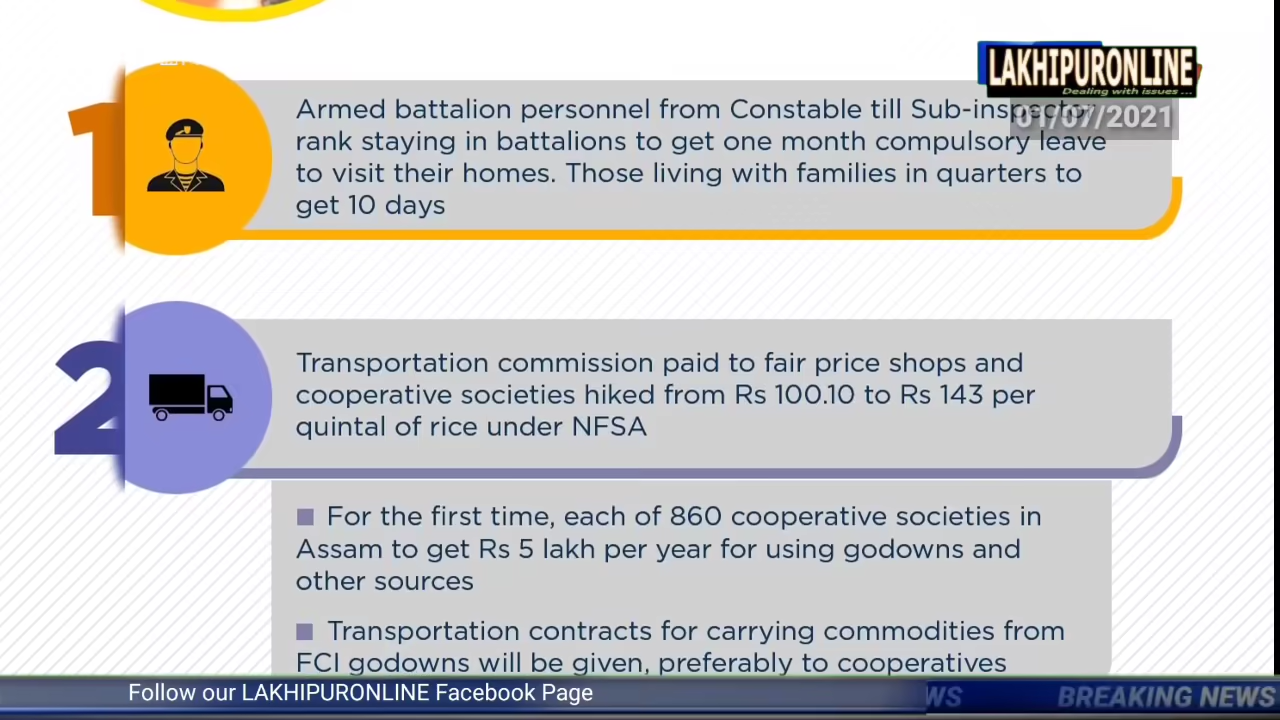 LAKHIPURONLINE
Dealing with issues ...
01/07/2021
1
Armed battalion personnel from Constable till Sub-inspector
rank staying in battalions to get one month compulsory leave
to visit their homes. Those living with families in quarters to
get 10 days
2
Transportation commission paid to fair price shops and
cooperative societies hiked from Rs 100.10 to Rs 143 per
quintal of rice under NFSA
■ For the first time, each of 860 cooperative societies in
Assam to get Rs 5 lakh per year for using godowns and
other sources
■ Transportation contracts for carrying commodities from
FCI godowns will be given, preferably to cooperatives
Follow our LAKHIPURONLINE Facebook Page
WS BREAKING NEWS